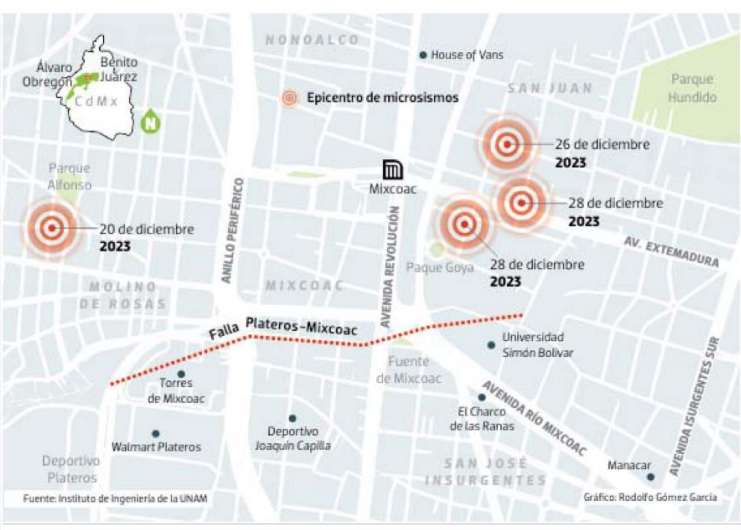 NONOALCO
House of Vans
Álvaro
Obregón
Benito
Juárez
CdMx
N
Epicentro de microsismos
SAN JUAN
Parque
Hundido
26 de diciembre
2023
Mixcoac
Parque
Alfonso
28 de diciembre
2023
20 de diciembre
2023
ANILLO PERIFÉRICO
AVENIDA REVOLUCIÓN
AV. EXTREMADURA
Paque Goya
28 de diciembre
2023
MOLINO
DE ROSAS
MIXCOAC
Falla Plateros-Mixcoac
Universidad
Simón Bolivar
Fuente
de Mixcoac
Torres
de Mixcoac
AVENIDA RÍO MIXCOAC
AVENIDA ISURGENTES SUR
El Charco
de las Ranas
Deportivo
Joaquín Capilla
Walmart Plateros
Deportivo
Plateros
SAN JOSÉ
INSURGENTES
Manacar
Fuente: Instituto de Ingeniería de la UNAM
Gráfico: Rodolfo Gómez García